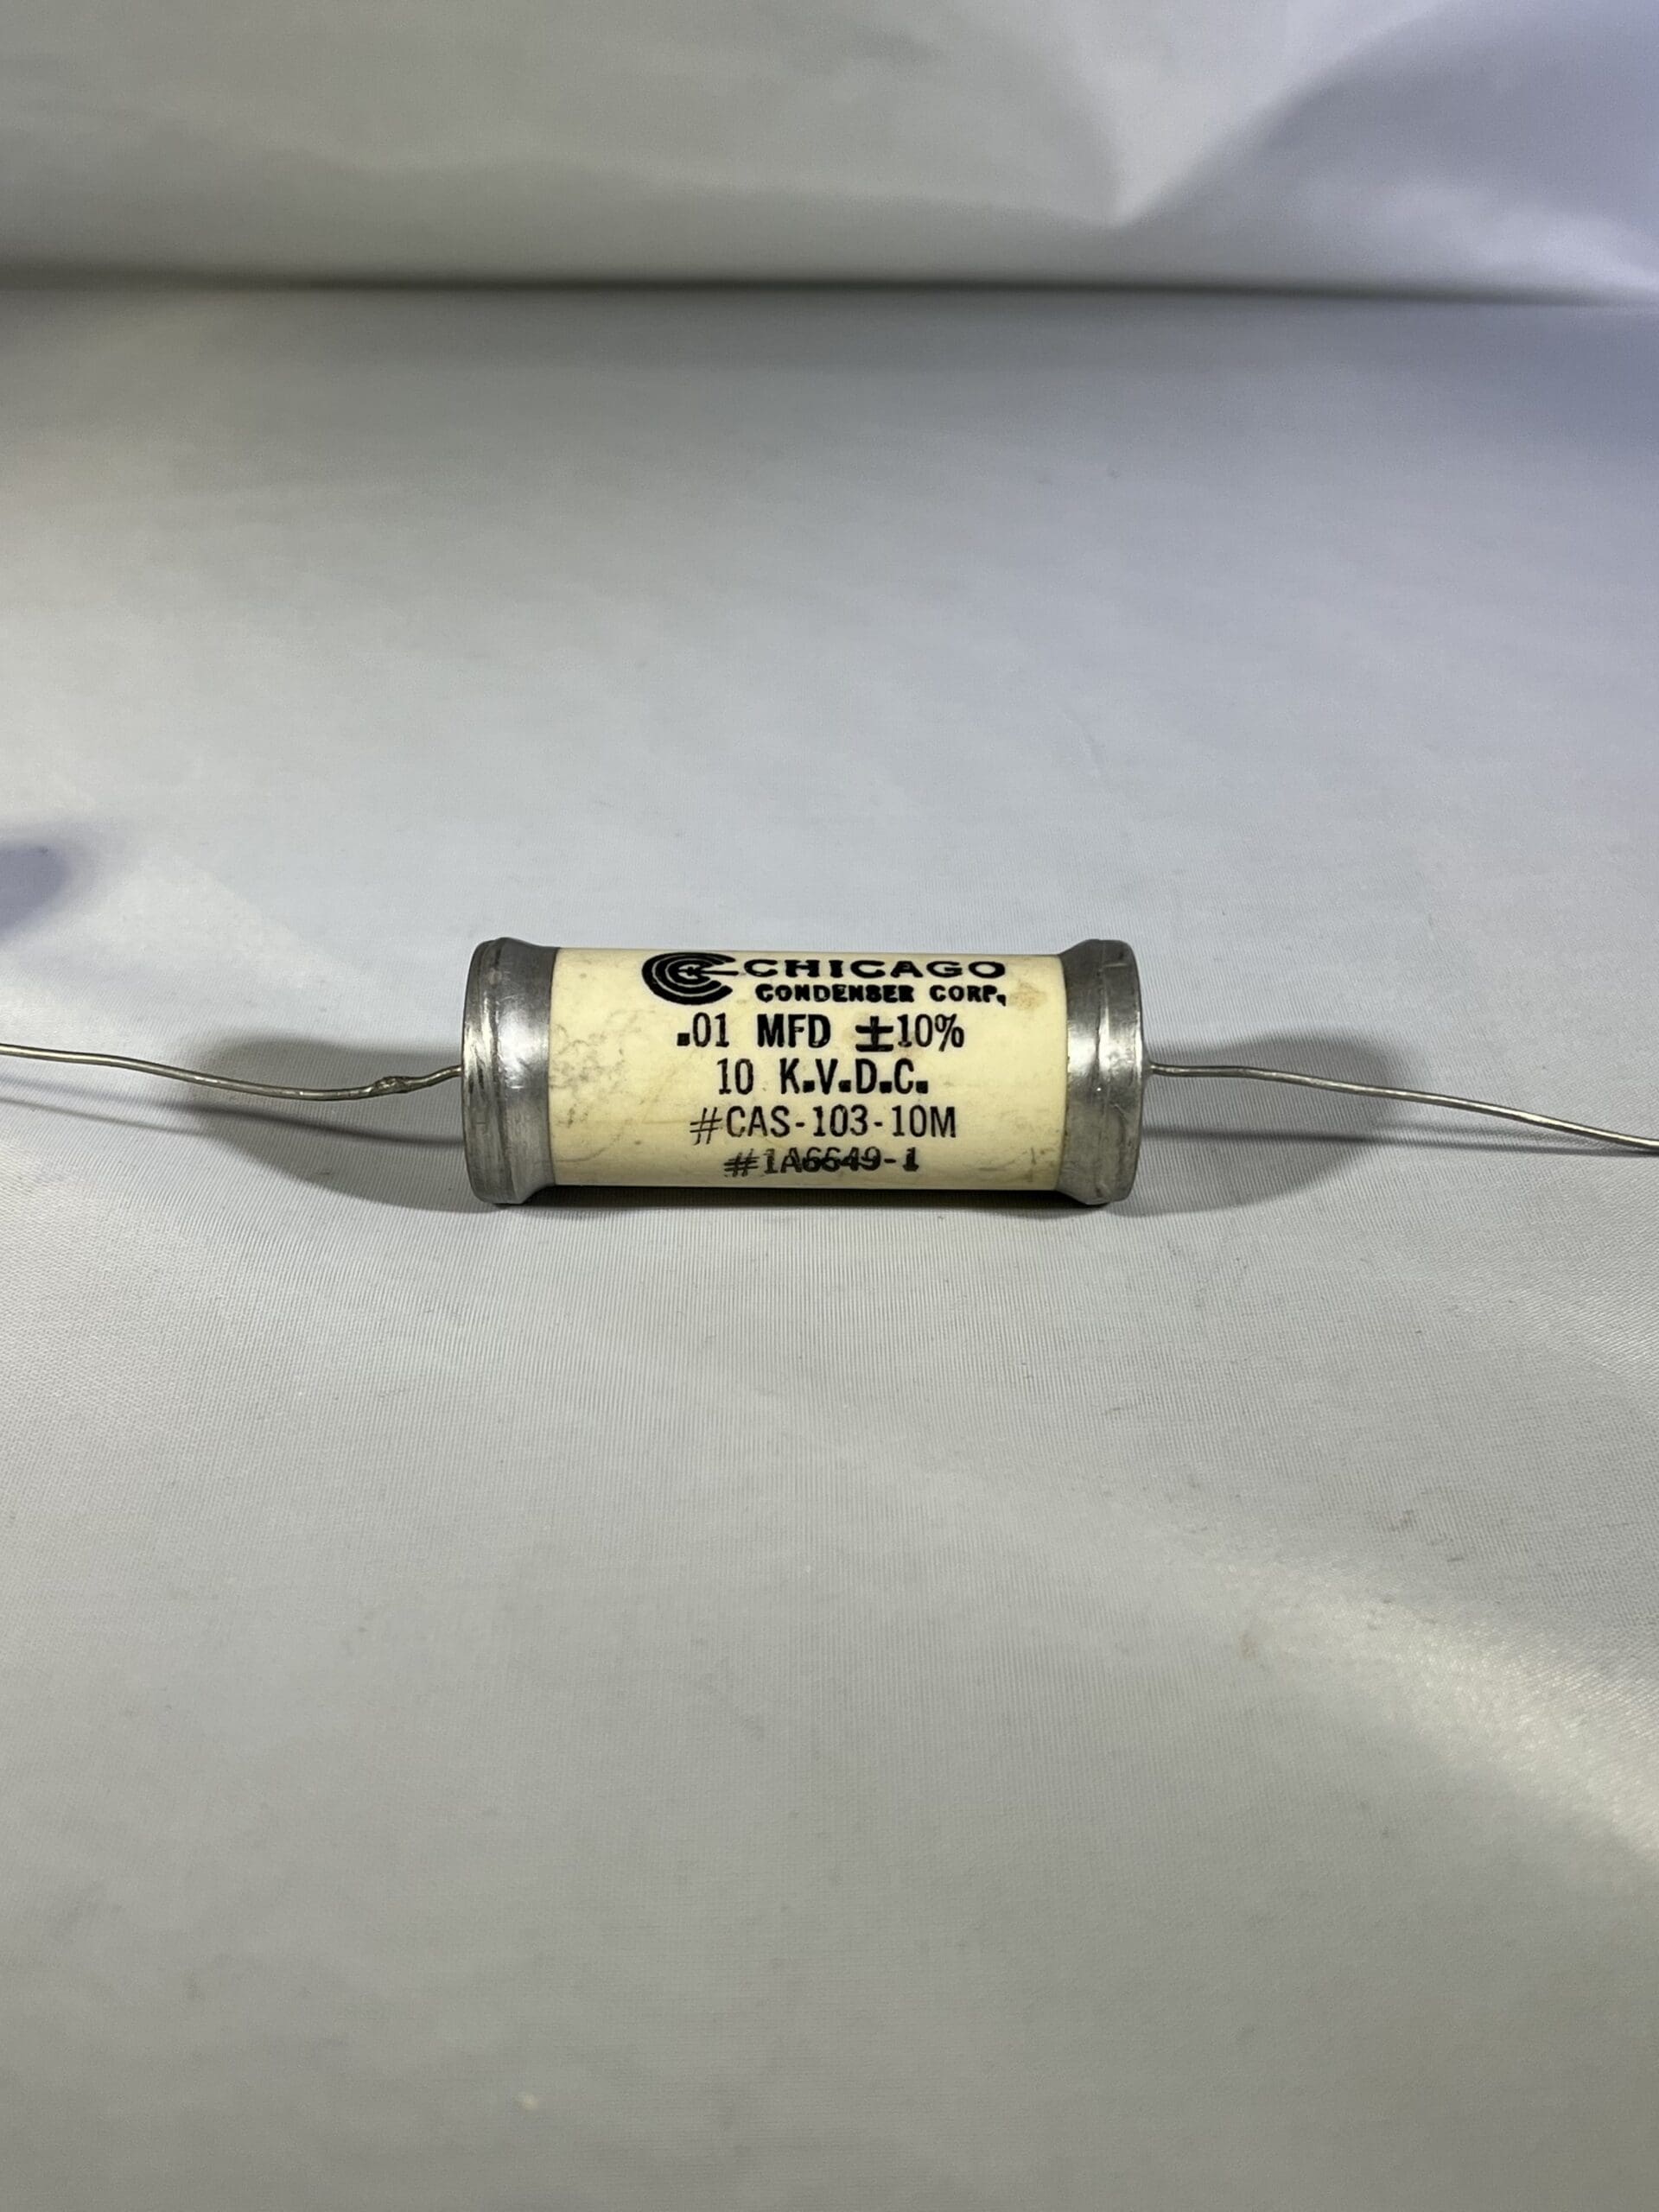 CHICAGO
CONDENSER CORP.
.01 MFD ±10%
10 K.V.D.C.
#CAS-103-10M
#1A6649-1